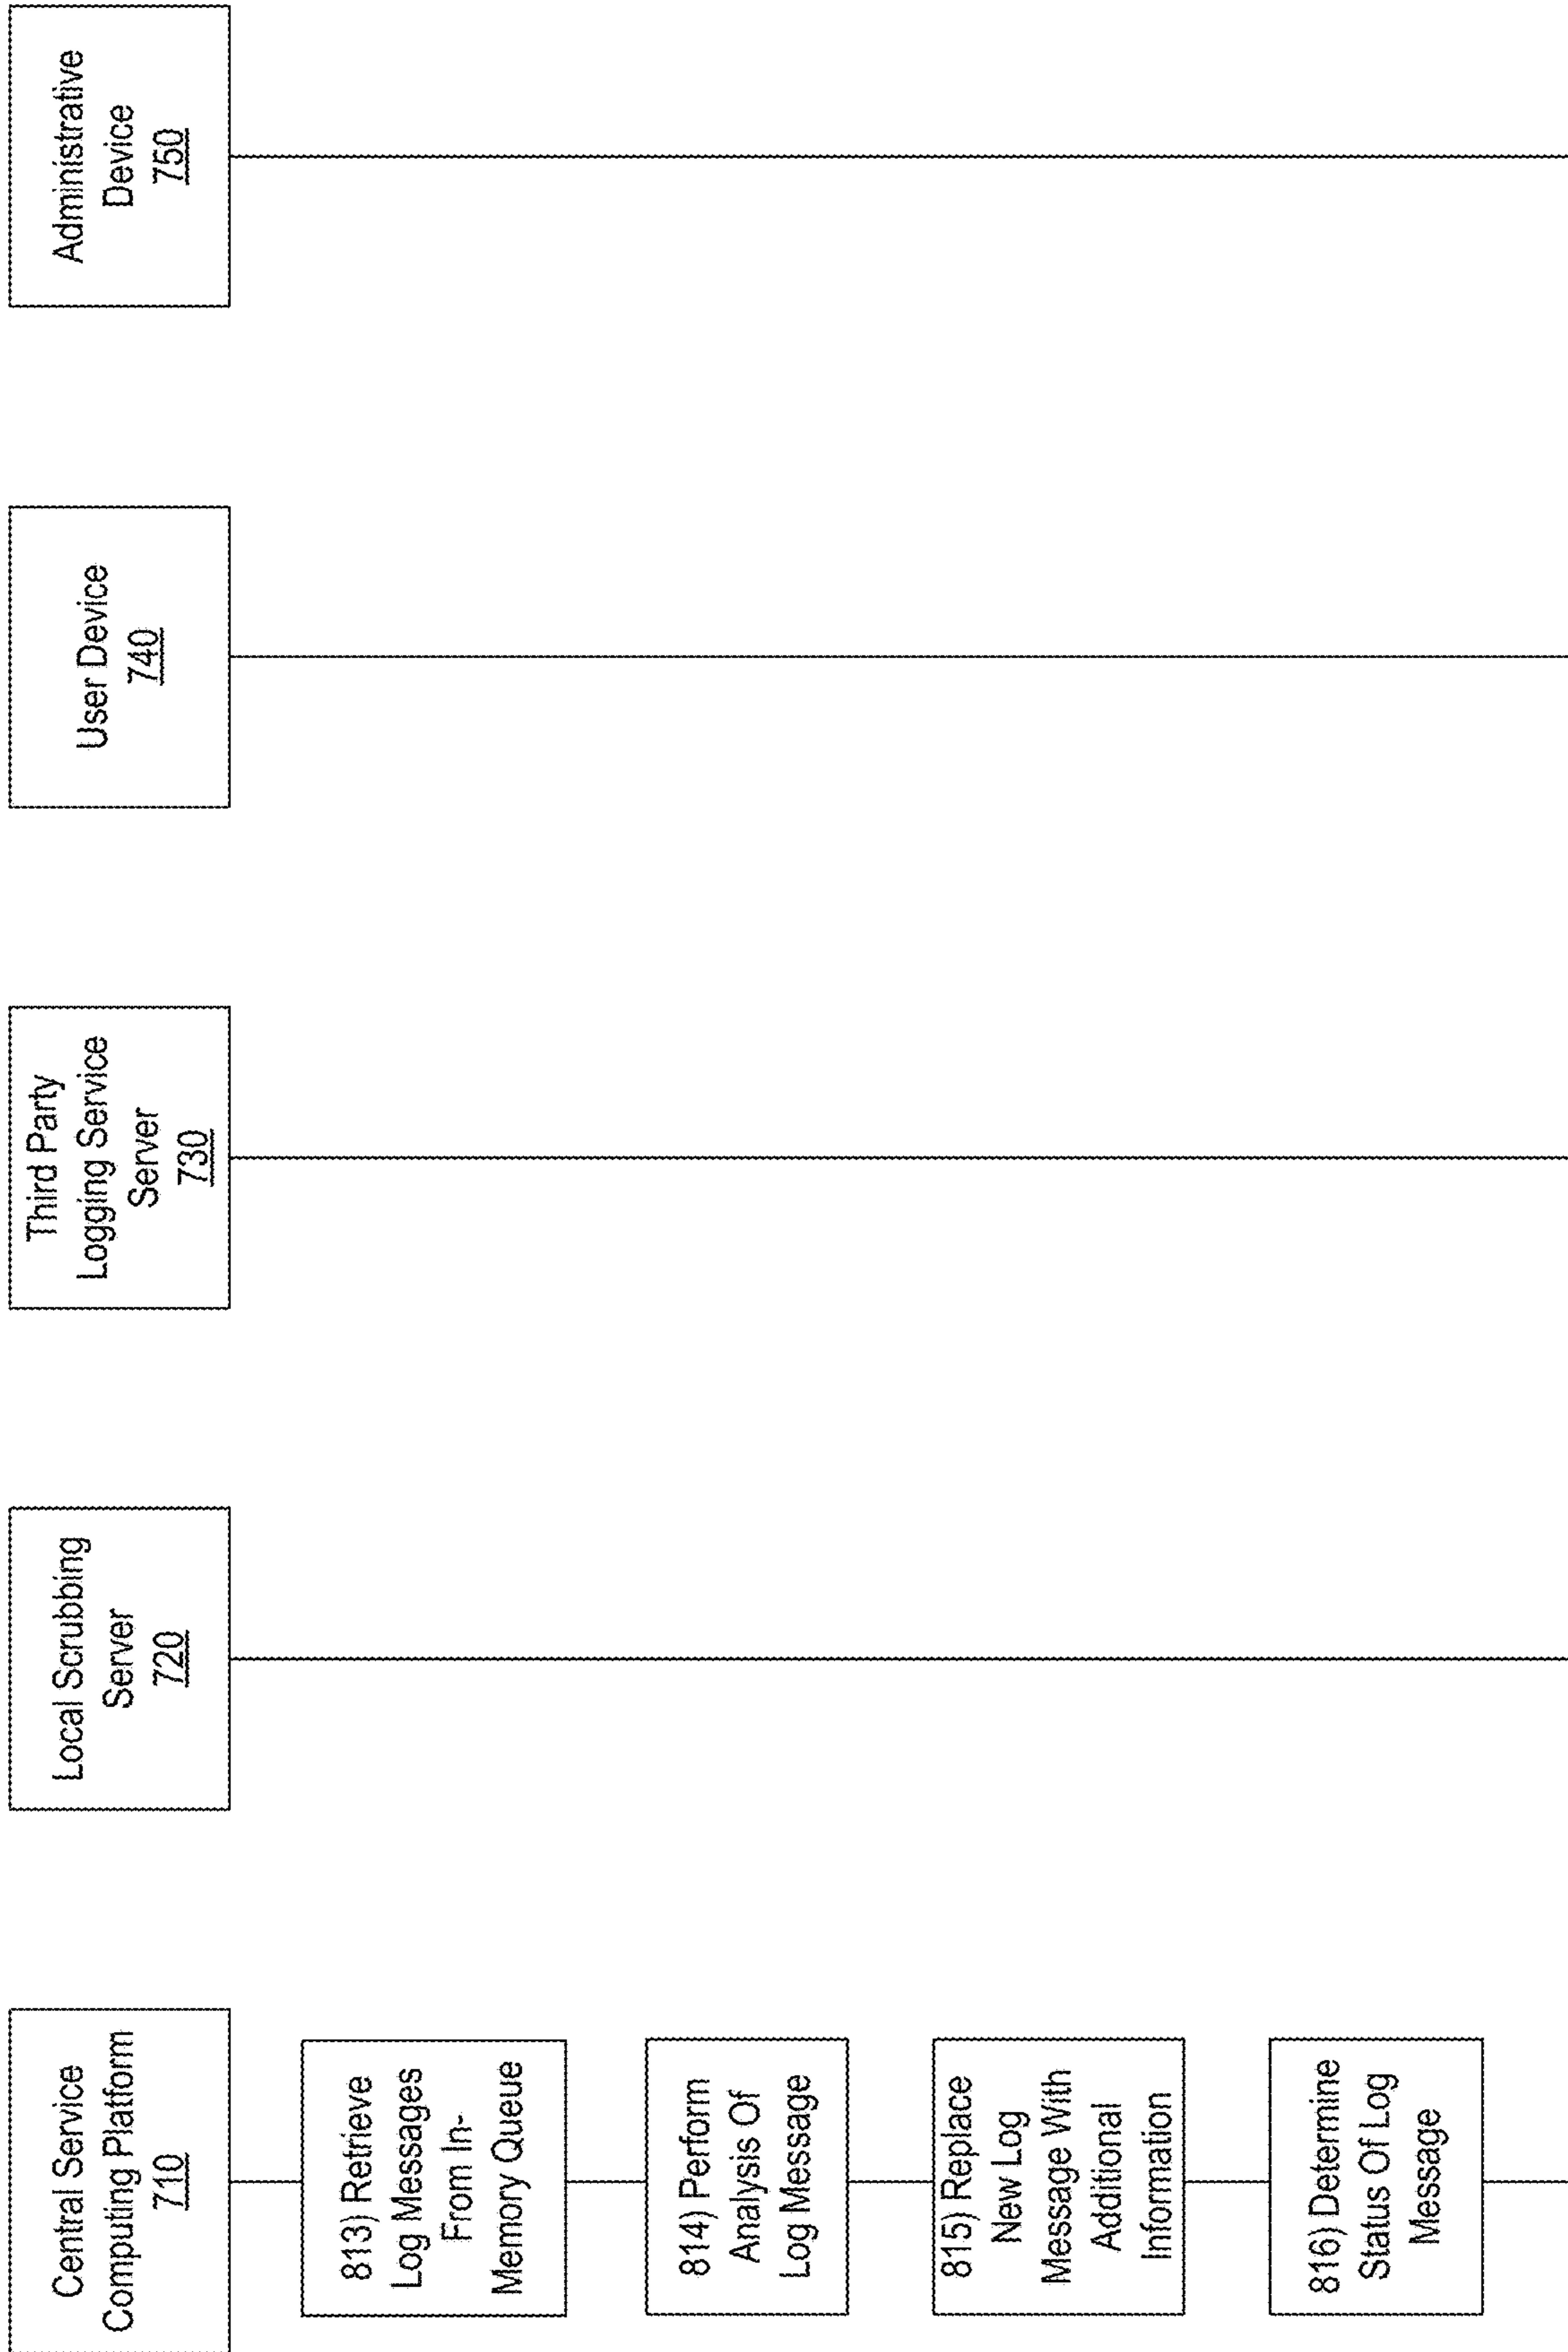 Central Service
Computing Platform
710
Local Scrubbing
Server
720
Third Party
Logging Service
Server
730
User Device
740
Administrative
Device
750
813) Retrieve
Log Messages
From In-
Memory Queue
814) Perform
Analysis Of
Log Message
815) Replace
New Log
Message With
Additional
Information
816) Determine
Status Of Log
Message